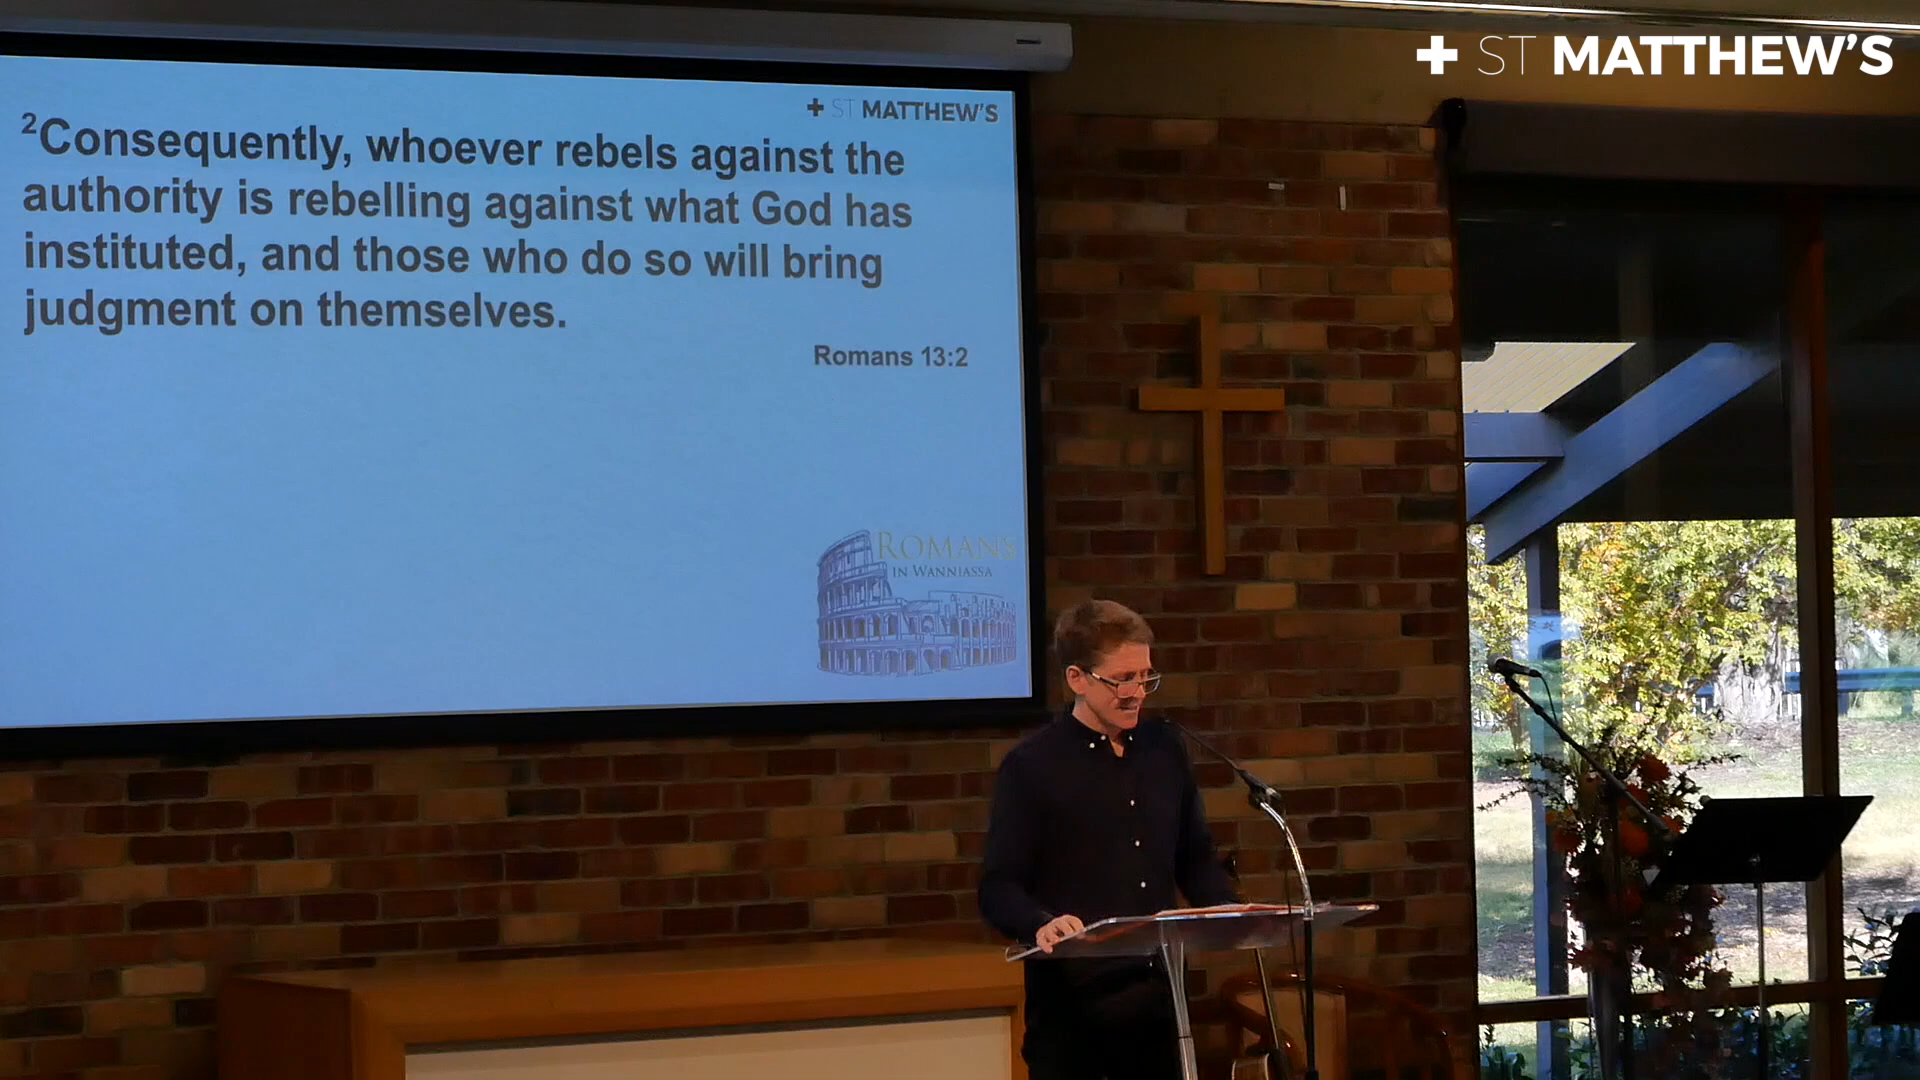 ST MATTHEW'S
ST MATTHEW'S
²Consequently, whoever rebels against the
authority is rebelling against what God has
instituted, and those who do so will bring
judgment on themselves.
Romans 13:2
ROMANS
IN WANNIASSA